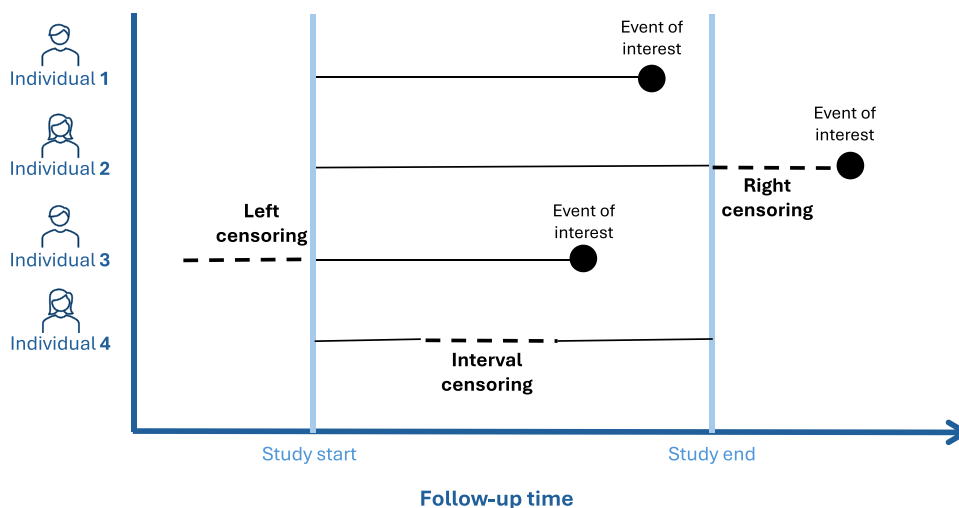 Event of
interest
Individual 1
Event of
interest
Individual 2
Right
censoring
Left
censoring
Event of
interest
Individual 3
Individual 4
Interval
censoring
Study start
Study end
Follow-up time